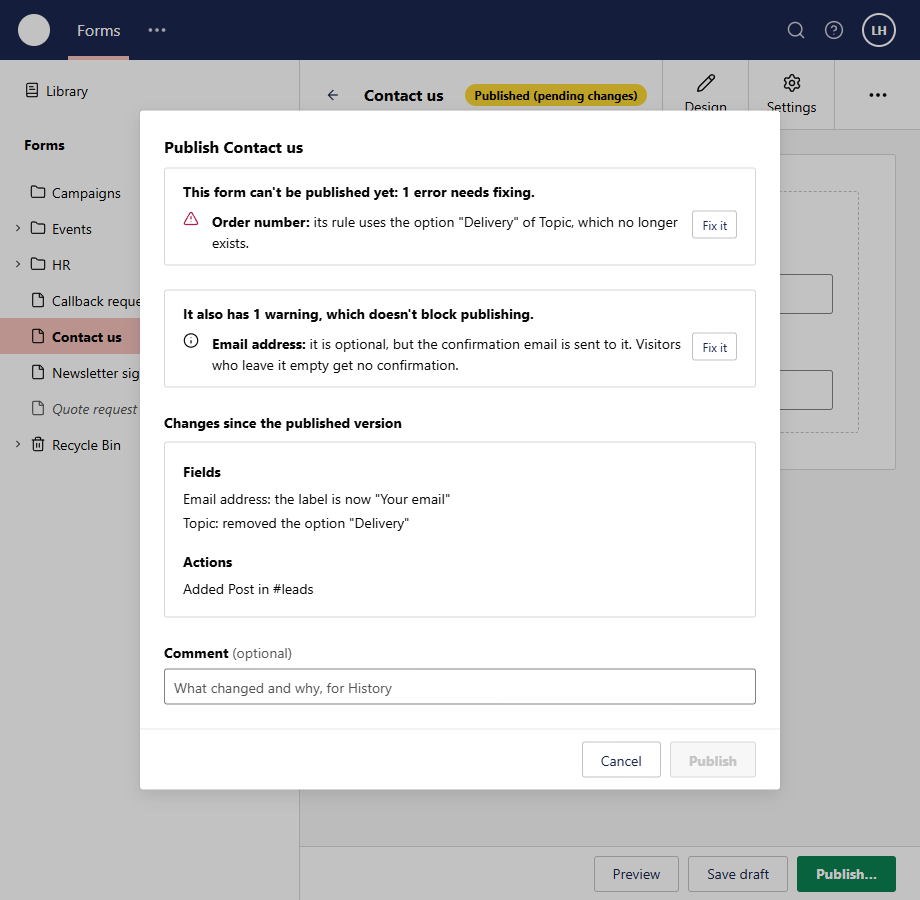 Forms
LH
Library
Contact us
Published (pending changes)
Design
Settings
Forms
Campaigns
Events
HR
Callback reque
Contact us
Newsletter sig
Quote request
Recycle Bin
Publish Contact us
This form can't be published yet: 1 error needs fixing.
Order number: its rule uses the option "Delivery" of Topic, which no longer
exists.
Fix it
It also has 1 warning, which doesn't block publishing.
Email address: it is optional, but the confirmation email is sent to it. Visitors
who leave it empty get no confirmation.
Fix it
Changes since the published version
Fields
Email address: the label is now "Your email"
Topic: removed the option "Delivery"
Actions
Added Post in #leads
Comment (optional)
What changed and why, for History
Cancel
Publish
Preview
Save draft
Publish...